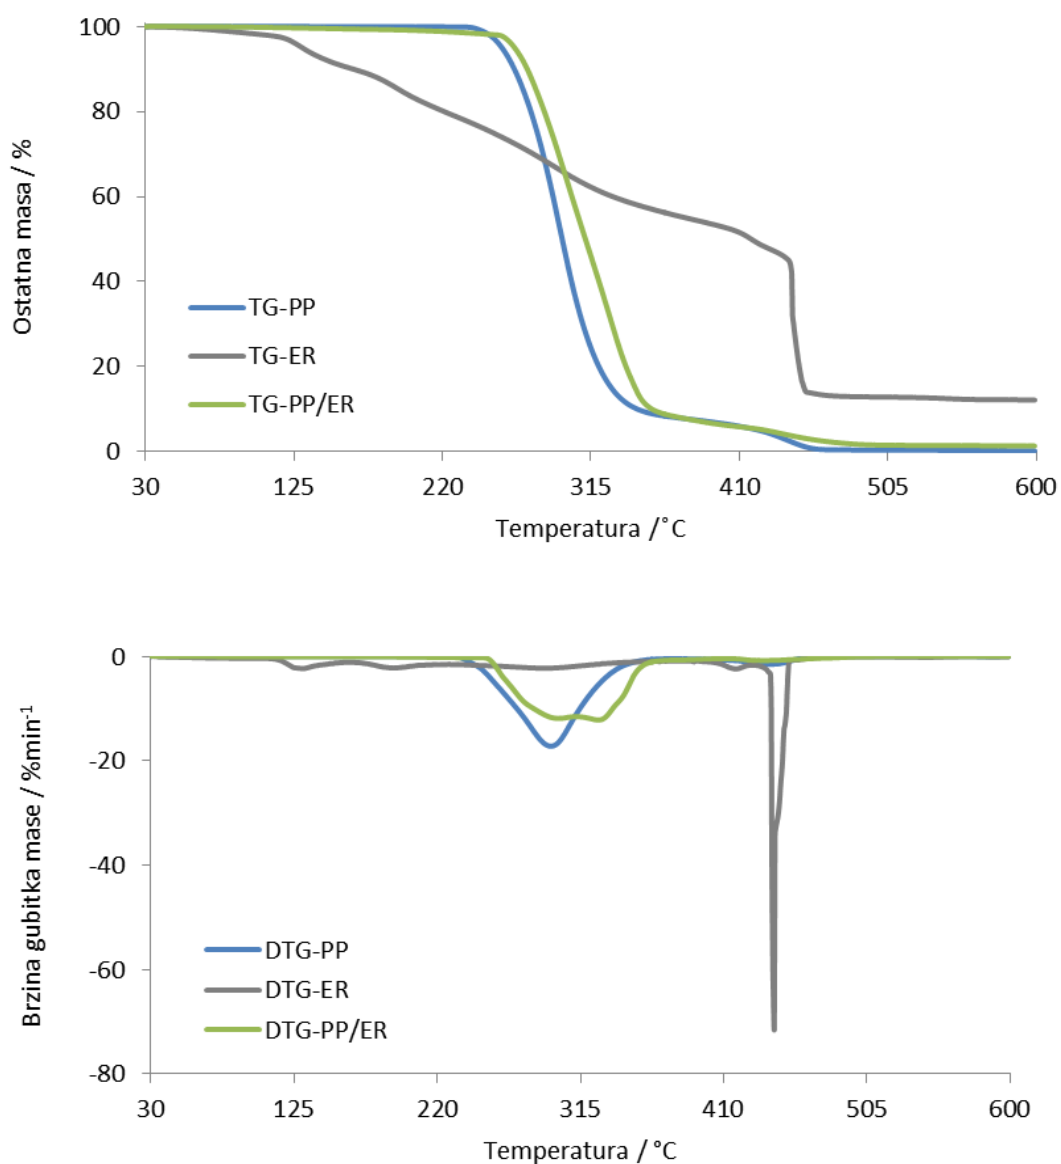 100
80
60
40
20
0
Ostatna masa / %
TG-PP
TG-ER
TG-PP/ER
30 125 220 315 410 505 600
Temperatura /˚C
0
-20
-40
-60
-80
Brzina gubitka mase / %min-1
DTG-PP
DTG-ER
DTG-PP/ER
30 125 220 315 410 505 600
Temperatura / °C